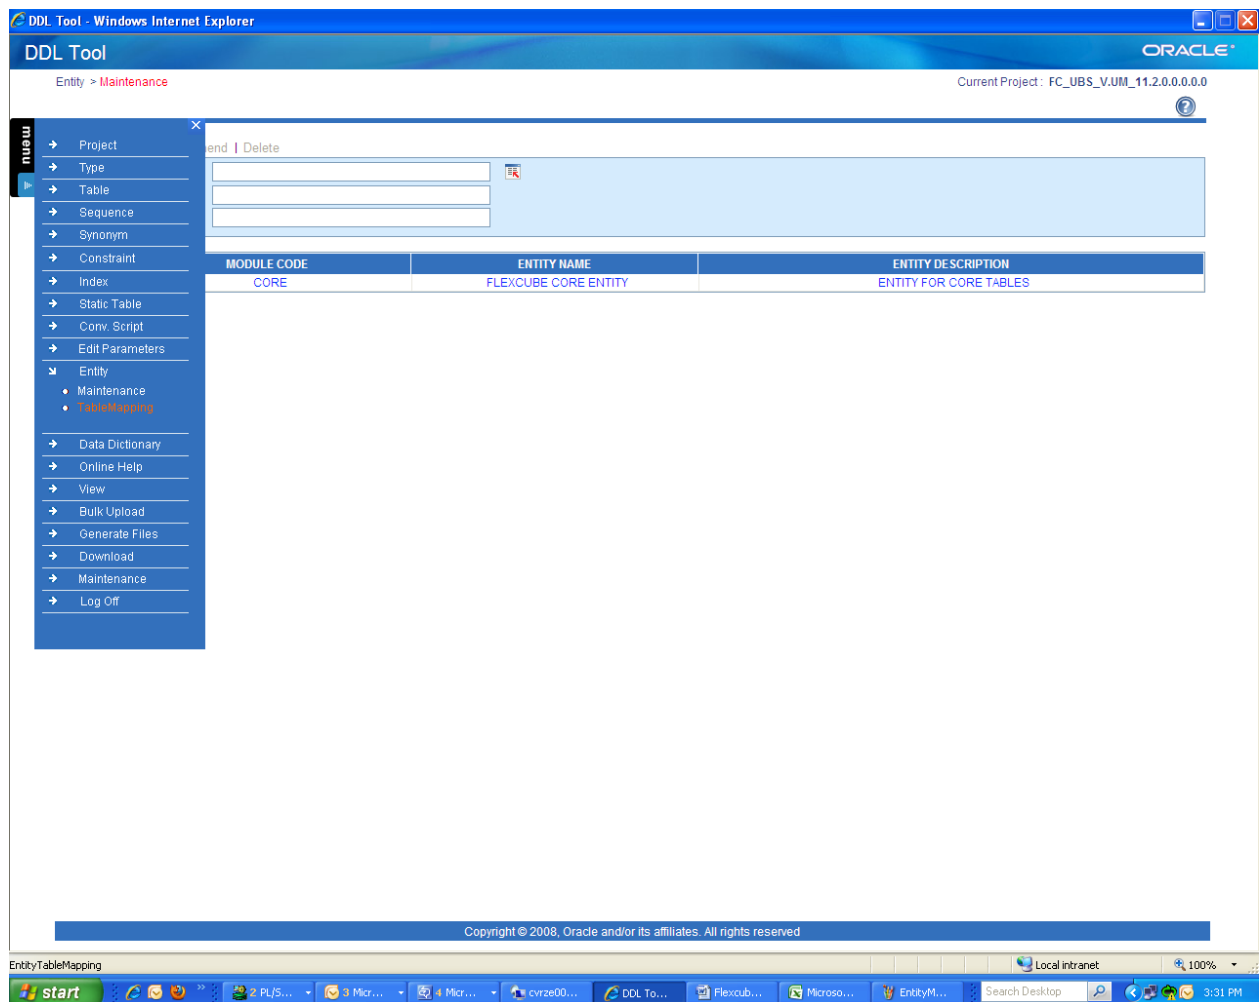 DDL Tool - Windows Internet Explorer
DDL Tool
ORACLE
Entity > Maintenance
Current Project : FC_UBS_V.UM_11.2.0.0.0.0.0
menu
Project
end | Delete
Type
Table
Sequence
Synonym
Constraint
MODULE CODE ENTITY NAME ENTITY DESCRIPTION
Index
CORE FLEXCUBE CORE ENTITY ENTITY FOR CORE TABLES
Static Table
Conv. Script
Edit Parameters
Entity
Maintenance
TableMapping
Data Dictionary
Online Help
View
Bulk Upload
Generate Files
Download
Maintenance
Log Off
Copyright © 2008, Oracle and/or its affiliates. All rights reserved
EntityTableMapping
Local intranet
100%
start
2 PL/S...
3 Micr...
4 Micr...
cvrze00...
DDL To...
Flexcub...
Microso...
EntityM...
Search Desktop
3:31 PM